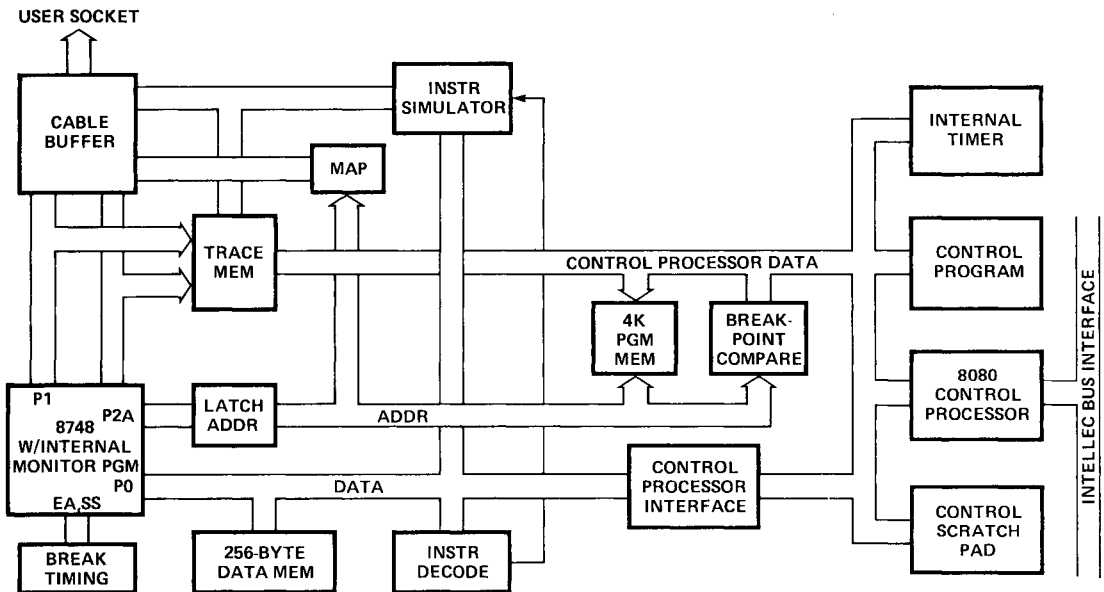 USER SOCKET
CABLE
BUFFER
INSTR
SIMULATOR
MAP
TRACE
MEM
INTERNAL
TIMER
CONTROL
PROGRAM
CONTROL PROCESSOR DATA
4K
PGM
MEM
BREAK-
POINT
COMPARE
8080
CONTROL
PROCESSOR
INTELLEC BUS INTERFACE
P1
P2A
8748
W/INTERNAL
MONITOR PGM
P0
EA,SS
LATCH
ADDR
ADDR
DATA
CONTROL
PROCESSOR
INTERFACE
CONTROL
SCRATCH
PAD
BREAK
TIMING
256-BYTE
DATA MEM
INSTR
DECODE